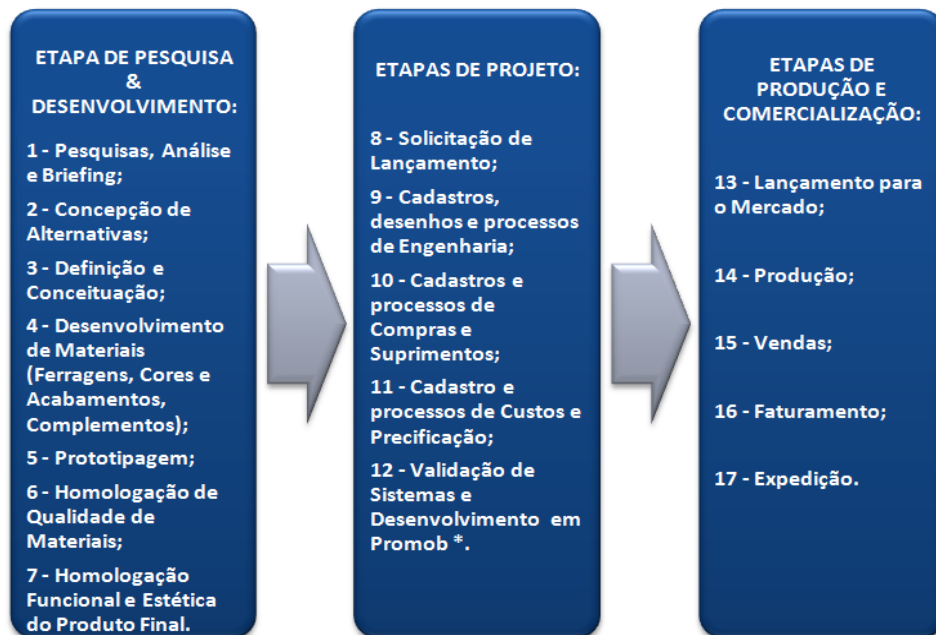 ETAPA DE PESQUISA
&
DESENVOLVIMENTO:
1 - Pesquisas, Análise
e Briefing;
2 - Concepção de
Alternativas;
3 - Definição e
Conceituação;
4 - Desenvolvimento
de Materiais
(Ferragens, Cores e
Acabamentos,
Complementos);
5 - Prototipagem;
6 - Homologação de
Qualidade de
Materiais;
7 - Homologação
Funcional e Estética
do Produto Final.
ETAPAS DE PROJETO:
8 - Solicitação de
Lançamento;
9 - Cadastros,
desenhos e processos
de Engenharia;
10 - Cadastros e
processos de
Compras e
Suprimentos;
11 - Cadastro e
processos de Custos e
Precificação;
12 - Validação de
Sistemas e
Desenvolvimento em
Promob *.
ETAPAS DE
PRODUÇÃO E
COMERCIALIZAÇÃO:
13 - Lançamento para
o Mercado;
14 - Produção;
15 - Vendas;
16 - Faturamento;
17 - Expedição.